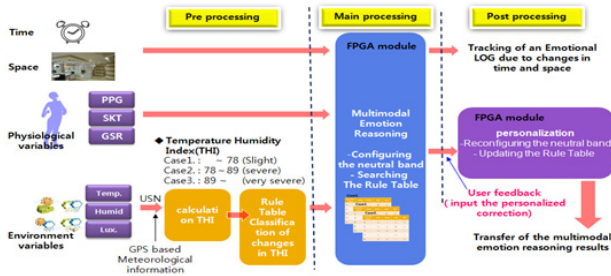 Pre processing
Main processing
Post processing
Time
Space
FPGA module
Tracking of an Emotional
LOG due to changes in
time and space
PPG
SKT
GSR
Physiological
variables
Multimodal
Emotion
Reasoning
-Configuring
the neutral band
- Searching
The Rule Table
FPGA module
personalization
-Reconfiguring the neutral band
- Updating the Rule Table
◆ Temperature Humidity
Index(THI)
Case1. : ~ 78 (Slight)
Case2. : 78 ~ 89 (severe)
Case3. : 89 ~ (very severe)
Temp.
Humid
Lux.
Environment
variables
USN
GPS based
Meteorological
information
calculati
on THI
Rule
Table
Classifica
tion of
changes
in THI
User feedback
( input the personalized
correction)
Transfer of the multimodal
emotion reasoning results